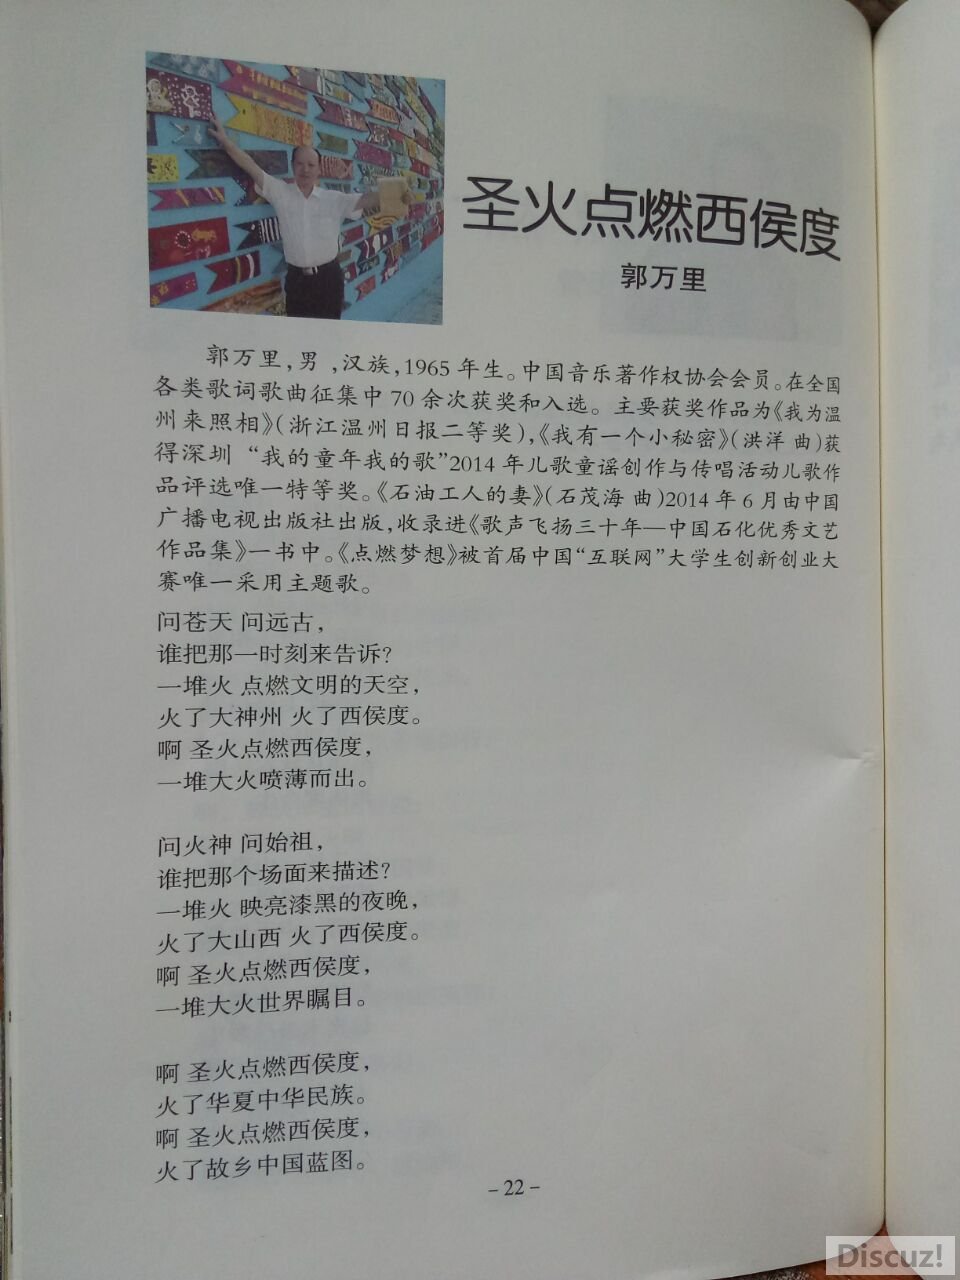 圣火点燃西侯度
郭万里
郭万里,男 ,汉族,1965 年生。中国音乐著作权协会会员。在全国
各类歌词歌曲征集中 70 余次获奖和入选。主要获奖作品为《我为温
州来照相》(浙江温州日报二等奖),《我有一个小秘密》(洪洋 曲)获
得深圳 “我的童年我的歌”2014 年儿歌童谣创作与传唱活动儿歌作
品评选唯一特等奖。《石油工人的妻》(石茂海 曲)2014 年 6 月由中国
广播电视出版社出版,收录进《歌声飞扬三十年—中国石化优秀文艺
作品集》一书中。《点燃梦想》被首届中国“互联网”大学生创新创业大
赛唯一采用主题歌。
问苍天 问远古,
谁把那一时刻来告诉?
一堆火 点燃文明的天空,
火了大神州 火了西侯度。
啊 圣火点燃西侯度,
一堆大火喷薄而出。
问火神 问始祖,
谁把那个场面来描述?
一堆火 映亮漆黑的夜晚,
火了大山西 火了西侯度。
啊 圣火点燃西侯度,
一堆大火世界瞩目。
啊 圣火点燃西侯度,
火了华夏中华民族。
啊 圣火点燃西侯度,
火了故乡中国蓝图。
– 22 –
Discuz!